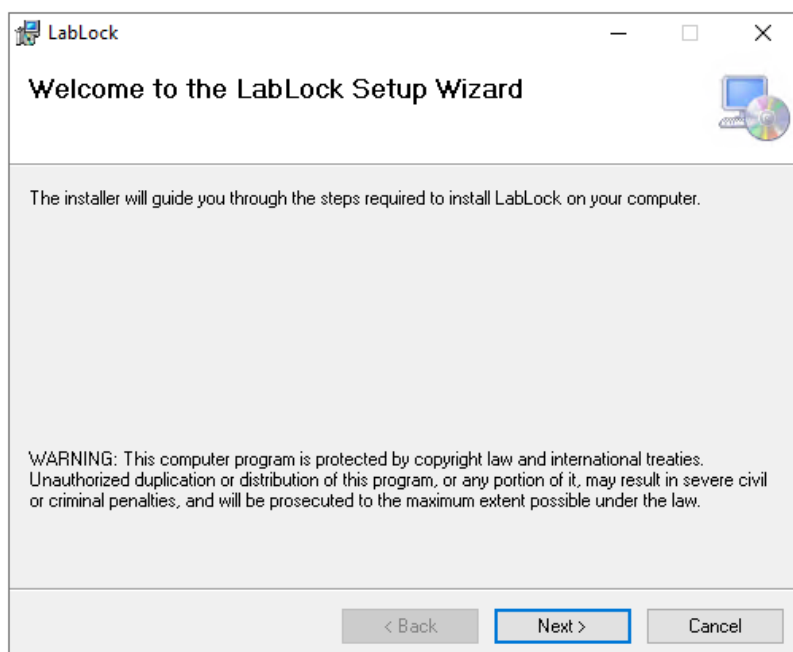 LabLock
Welcome to the LabLock Setup Wizard
The installer will guide you through the steps required to install LabLock on your computer.
WARNING: This computer program is protected by copyright law and international treaties.
Unauthorized duplication or distribution of this program, or any portion of it, may result in severe civil
or criminal penalties, and will be prosecuted to the maximum extent possible under the law.
< Back Next > Cancel